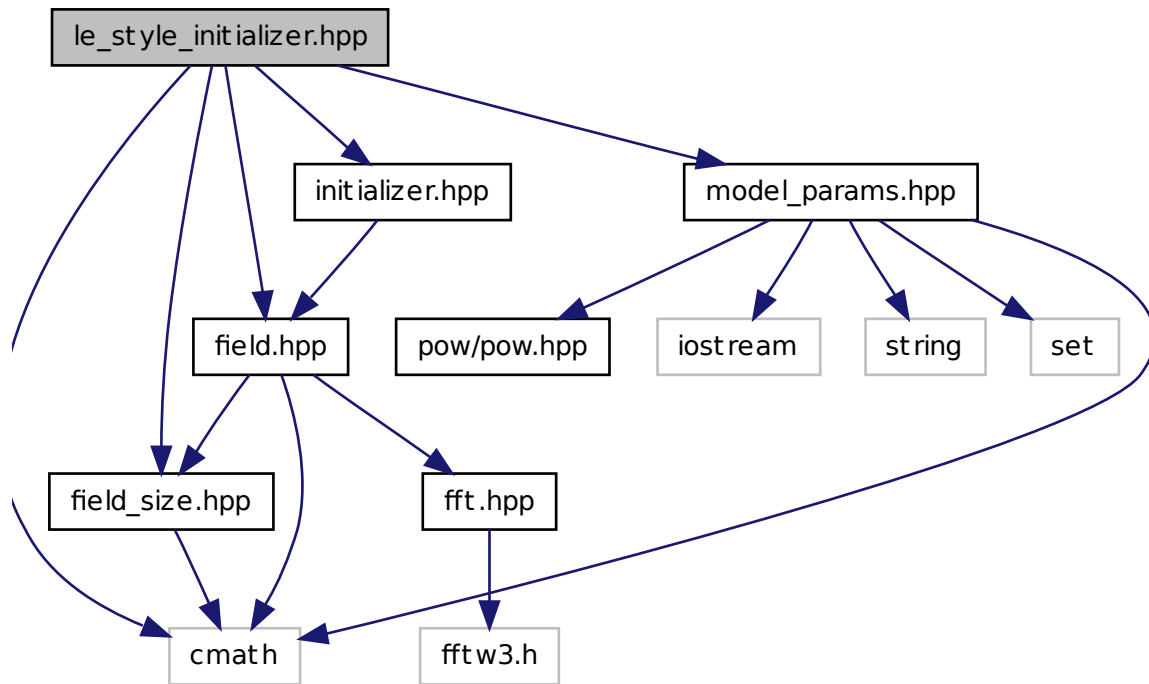 le_style_initializer.hpp
initializer.hpp
model_params.hpp
field.hpp
pow/pow.hpp
iostream
string
set
field_size.hpp
fft.hpp
cmath
fftw3.h